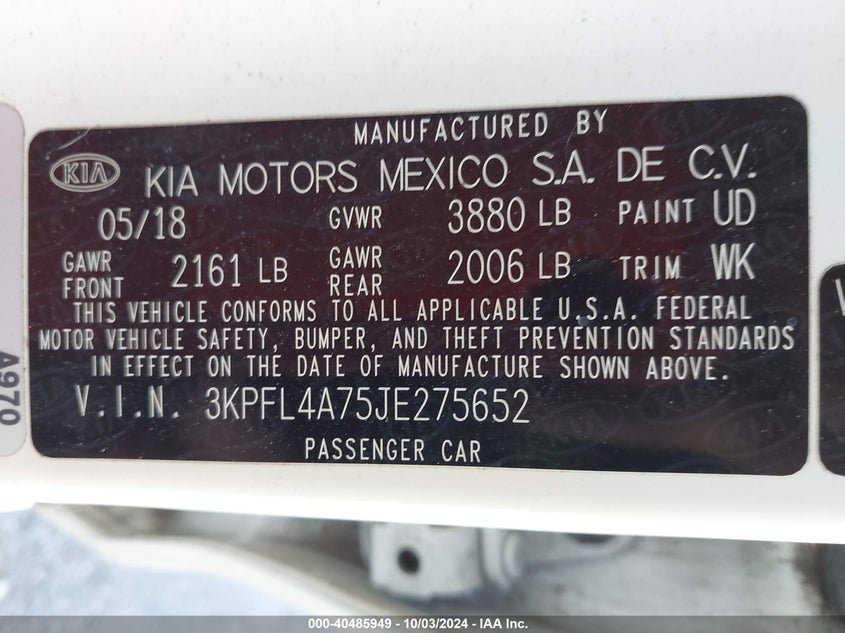 MANUFACTURED BY
KIA KIA MOTORS MEXICO S.A. DE C.V.
05/18 GVWR 3880 LB PAINT UD
GAWR FRONT 2161 LB GAWR REAR 2006 LB TRIM WK
THIS VEHICLE CONFORMS TO ALL APPLICABLE U.S.A. FEDERAL
MOTOR VEHICLE SAFETY, BUMPER, AND THEFT PREVENTION STANDARDS
IN EFFECT ON THE DATE OF MANUFACTURE SHOWN ABOVE.
V.I.N. 3KPFL4A75JE275652
PASSENGER CAR
A970
000-40485949 - 10/03/2024 - IAA Inc.